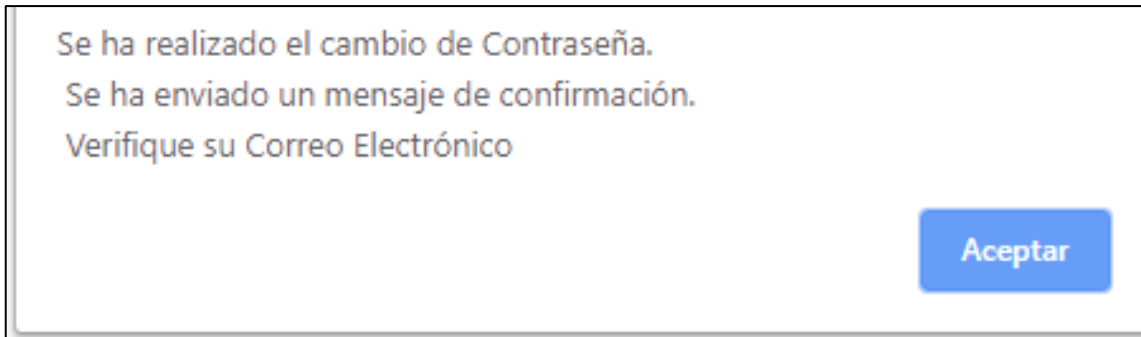 Se ha realizado el cambio de Contraseña.
Se ha enviado un mensaje de confirmación.
Verifique su Correo Electrónico
Aceptar